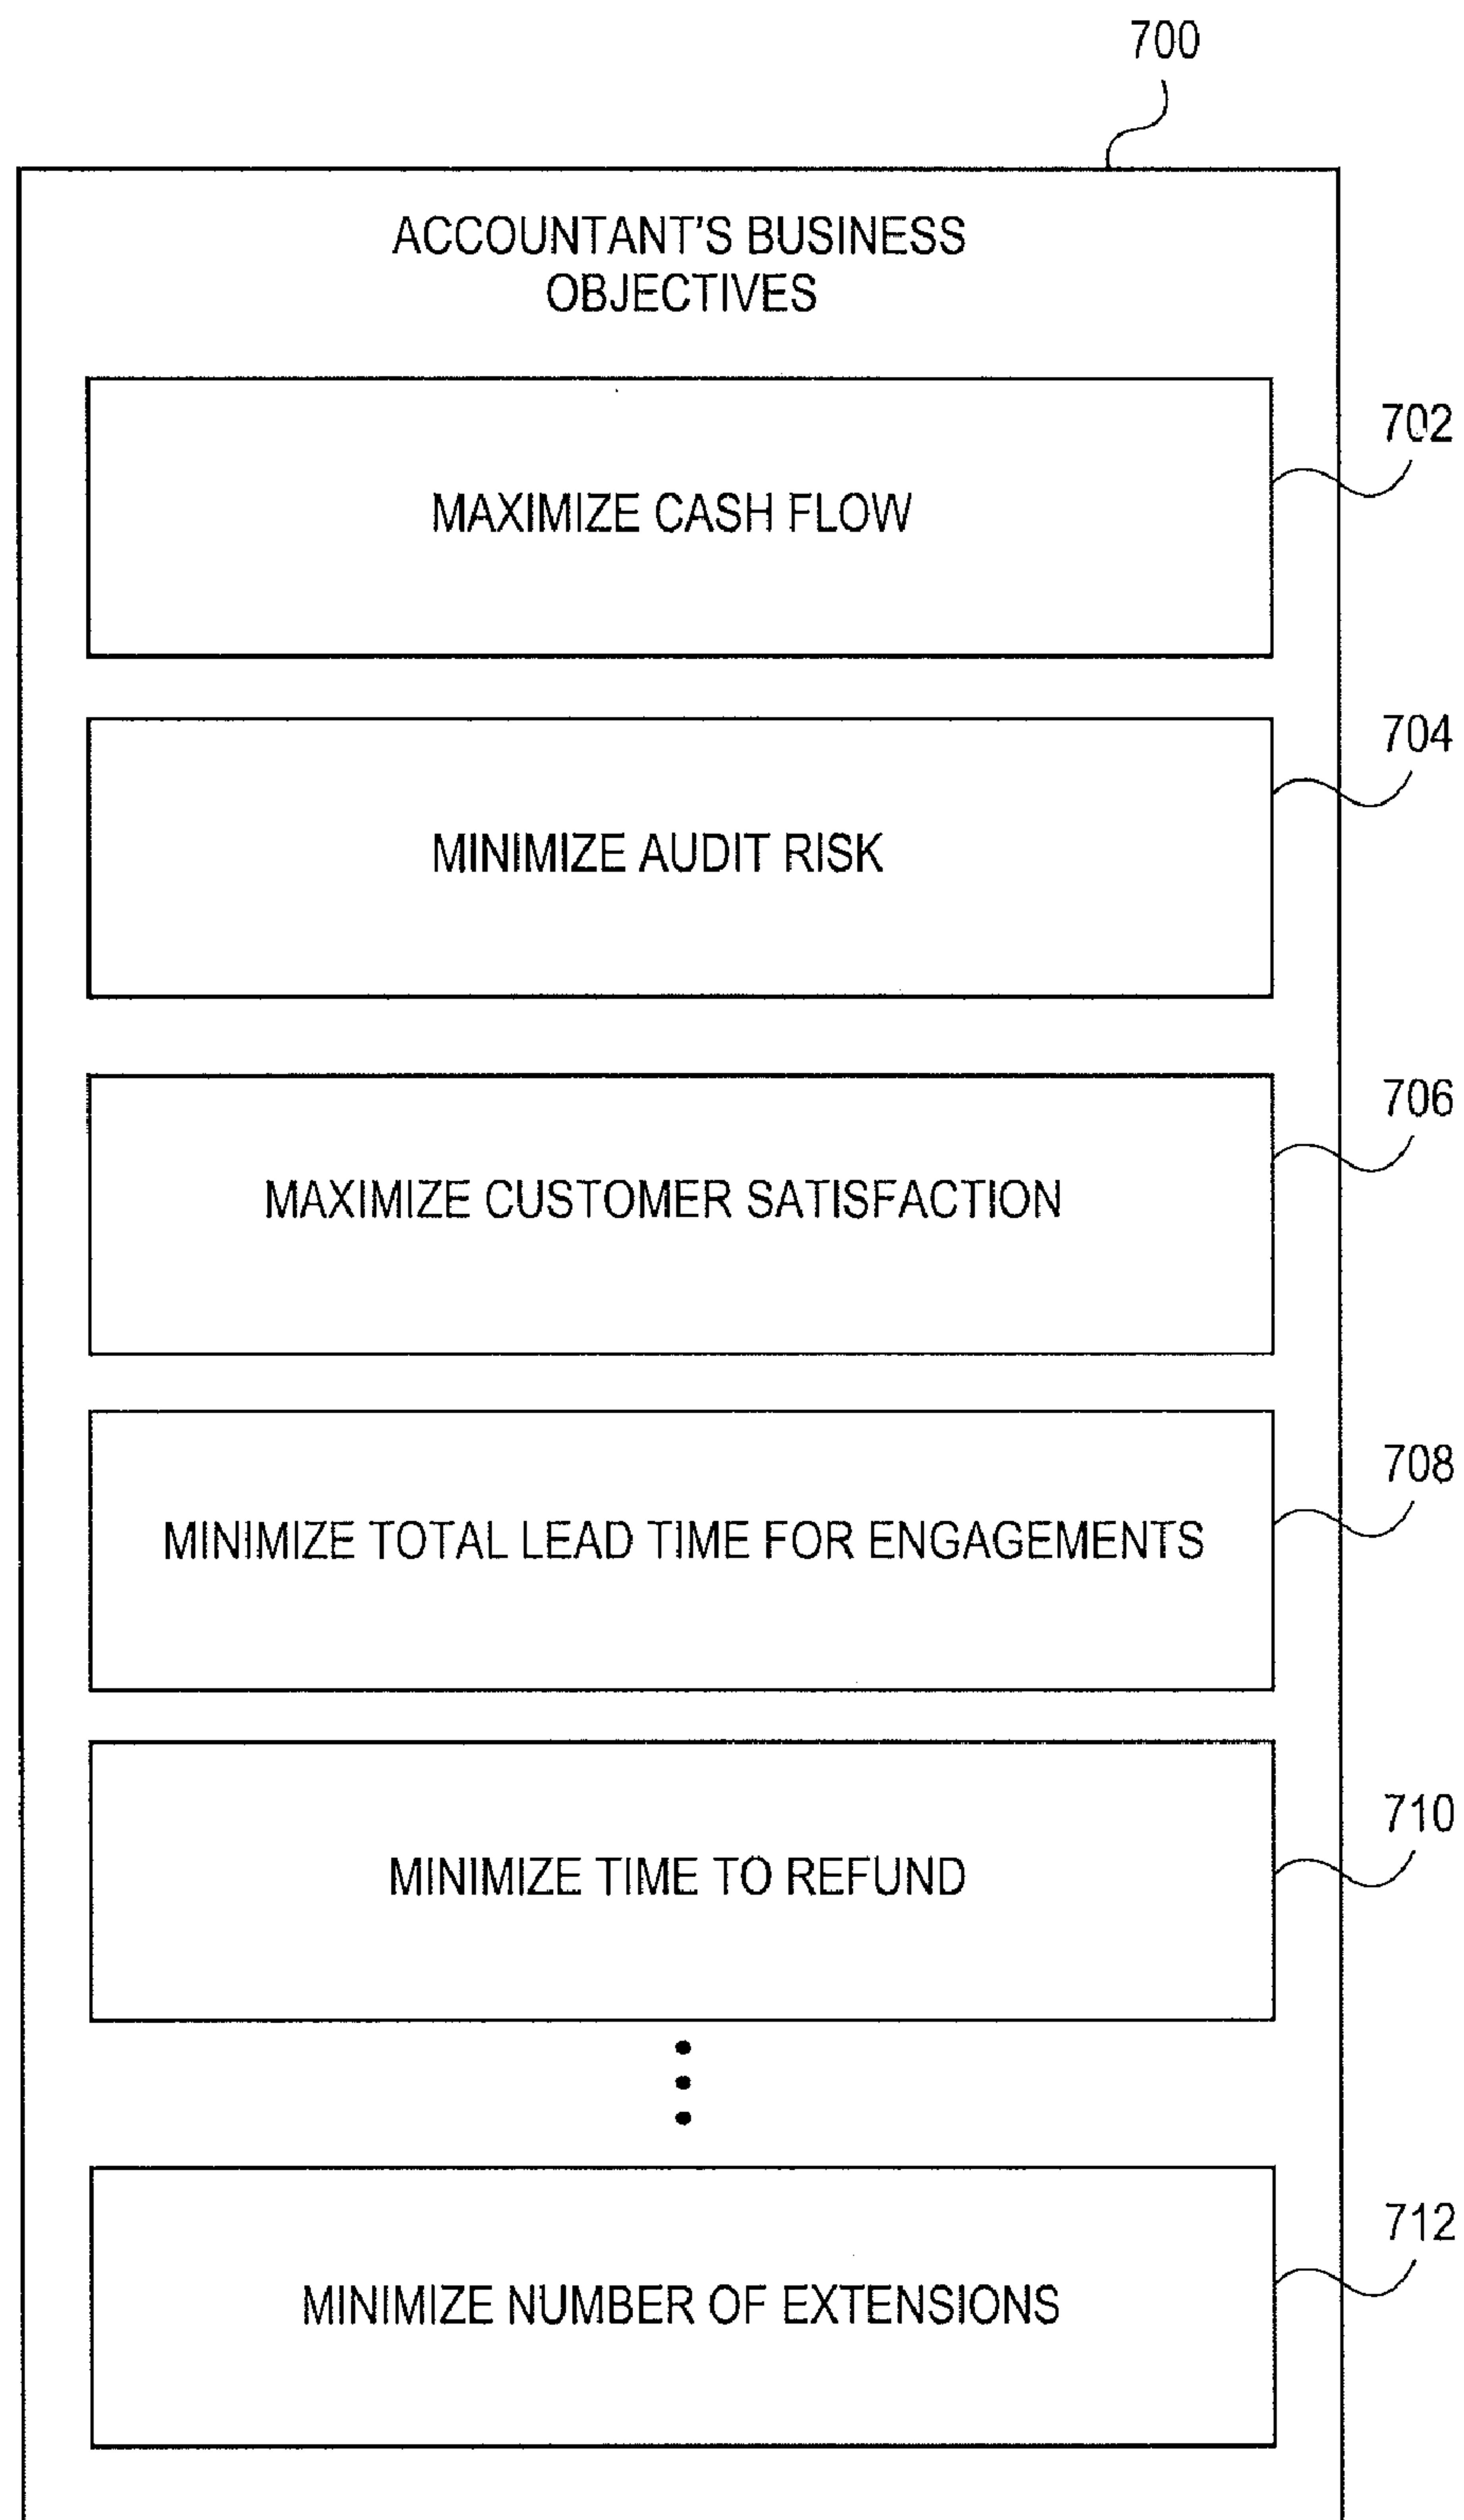 700
ACCOUNTANT'S BUSINESS
OBJECTIVES
702
MAXIMIZE CASH FLOW
704
MINIMIZE AUDIT RISK
706
MAXIMIZE CUSTOMER SATISFACTION
708
MINIMIZE TOTAL LEAD TIME FOR ENGAGEMENTS
710
MINIMIZE TIME TO REFUND
712
MINIMIZE NUMBER OF EXTENSIONS